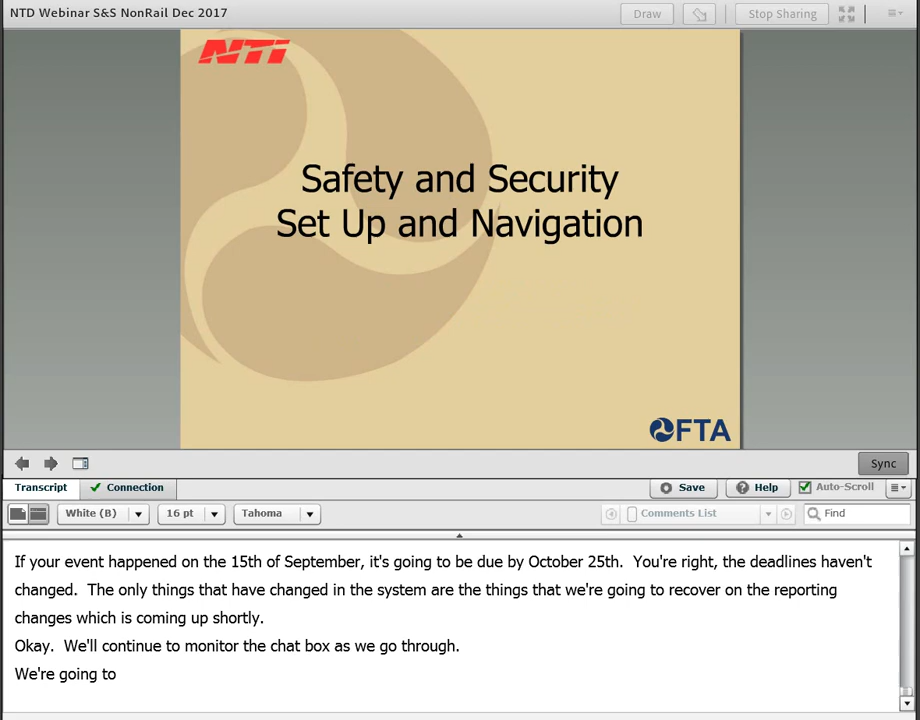 NTD Webinar S&S NonRail Dec 2017
Draw
Stop Sharing
NTI
Safety and Security
Set Up and Navigation
FTA
Sync
Transcript
Connection
Save
Help
Auto-Scroll
White (B)
16 pt
Tahoma
Comments List
Find
If your event happened on the 15th of September, it's going to be due by October 25th.  You're right, the deadlines haven't
changed.  The only things that have changed in the system are the things that we're going to recover on the reporting
changes which is coming up shortly.
Okay.  We'll continue to monitor the chat box as we go through.
We're going to